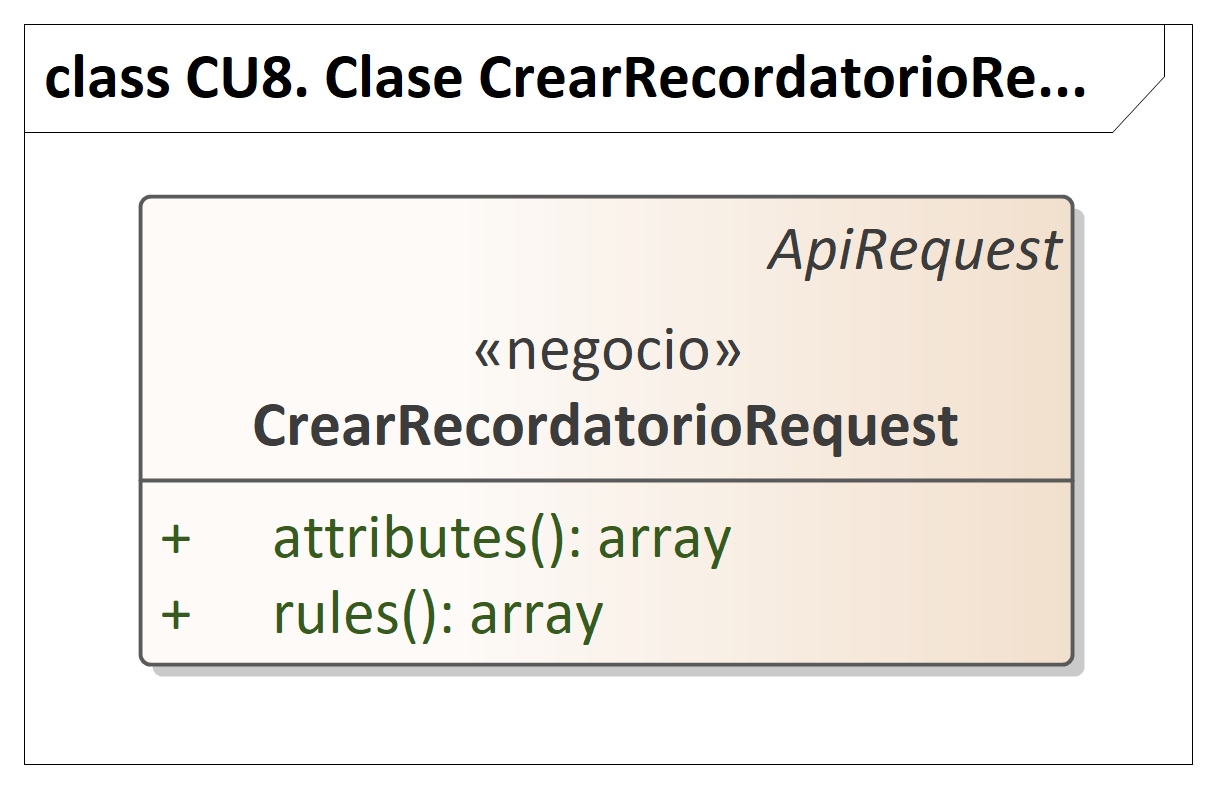 class CU8. Clase CrearRecordatorioRe...
ApiRequest
«negocio»
CrearRecordatorioRequest
+ attributes(): array
+ rules(): array